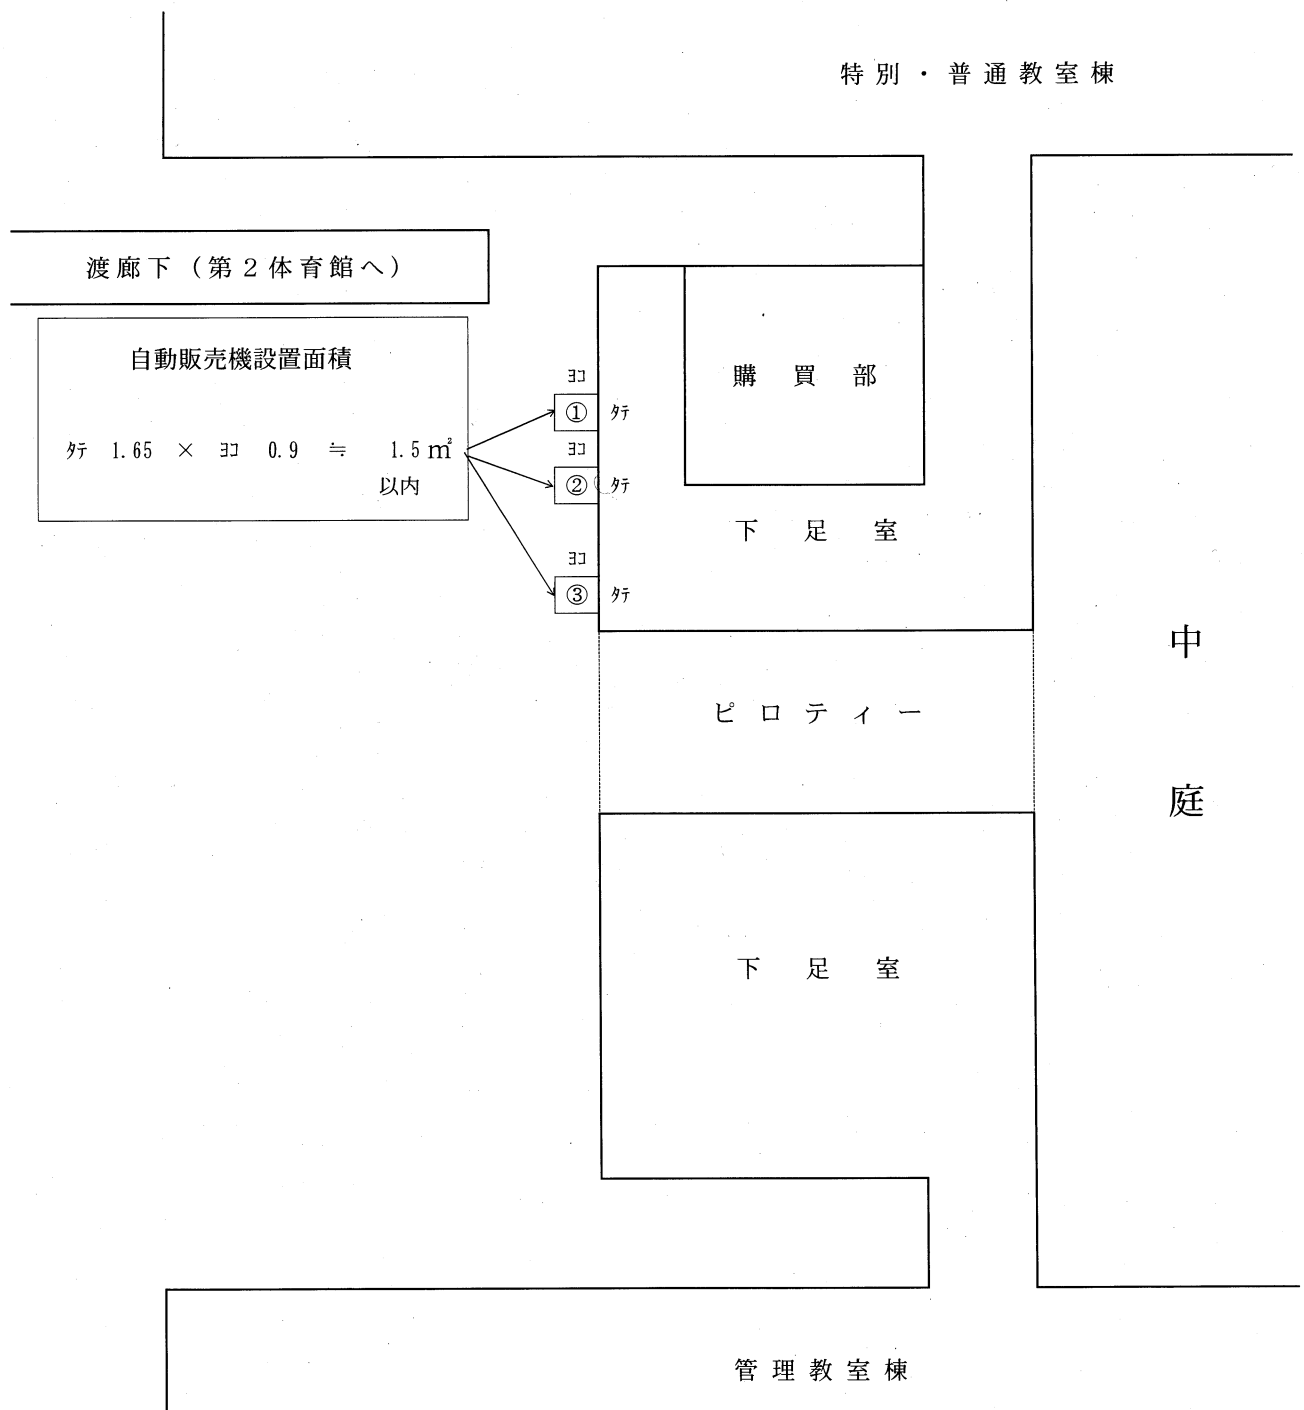 特別・普通教室棟
渡廊下（第２体育館へ）
自動販売機設置面積
ﾀﾃ 1.65 × ﾖｺ 0.9 ≒ 1.5㎡
以内
ﾖｺ
① ﾀﾃ
ﾖｺ
② ﾀﾃ
ﾖｺ
③ ﾀﾃ
購買部
下足室
ピロティー
中庭
下足室
管理教室棟